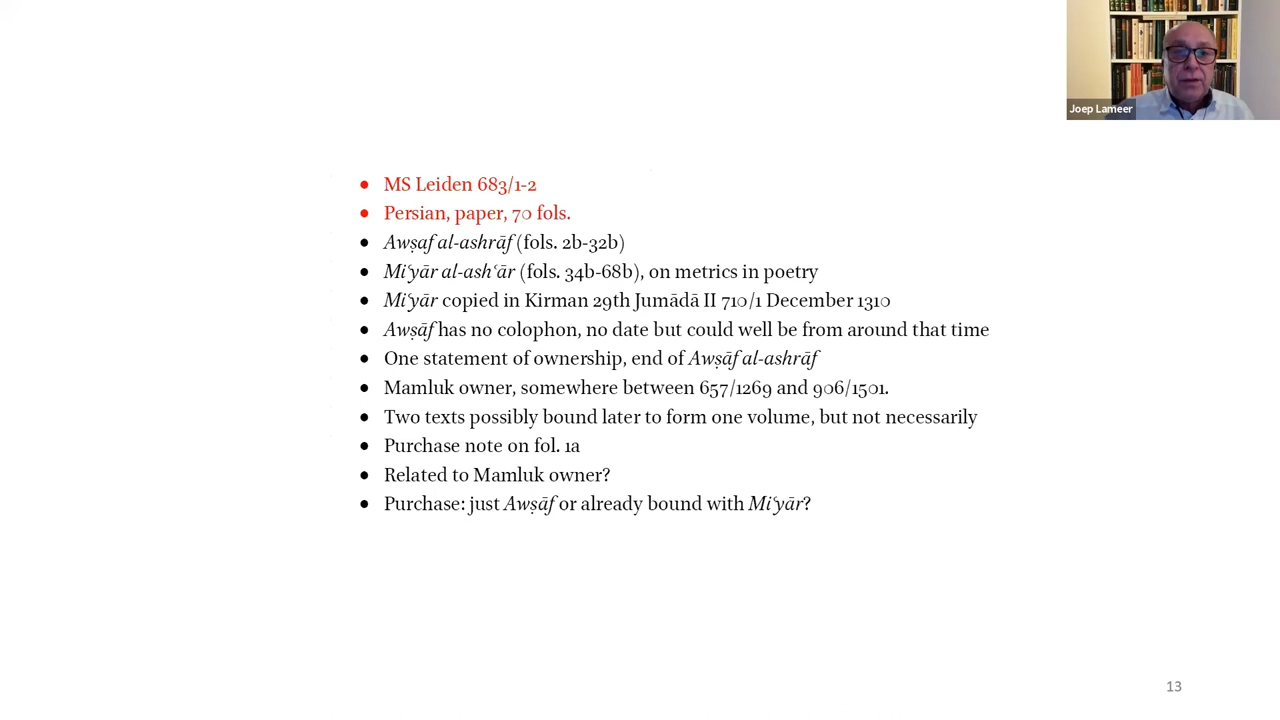 Joep Lameer
• MS Leiden 683/1-2
• Persian, paper, 70 fols.
• Awṣaf al-ashrāf (fols. 2b-32b)
• Miʿyār al-ashʿār (fols. 34b-68b), on metrics in poetry
• Miʿyār copied in Kirman 29th Jumādā II 710/1 December 1310
• Awṣāf has no colophon, no date but could well be from around that time
• One statement of ownership, end of Awṣāf al-ashrāf
• Mamluk owner, somewhere between 657/1269 and 906/1501.
• Two texts possibly bound later to form one volume, but not necessarily
• Purchase note on fol. 1a
• Related to Mamluk owner?
• Purchase: just Awṣāf or already bound with Miʿyār?
13